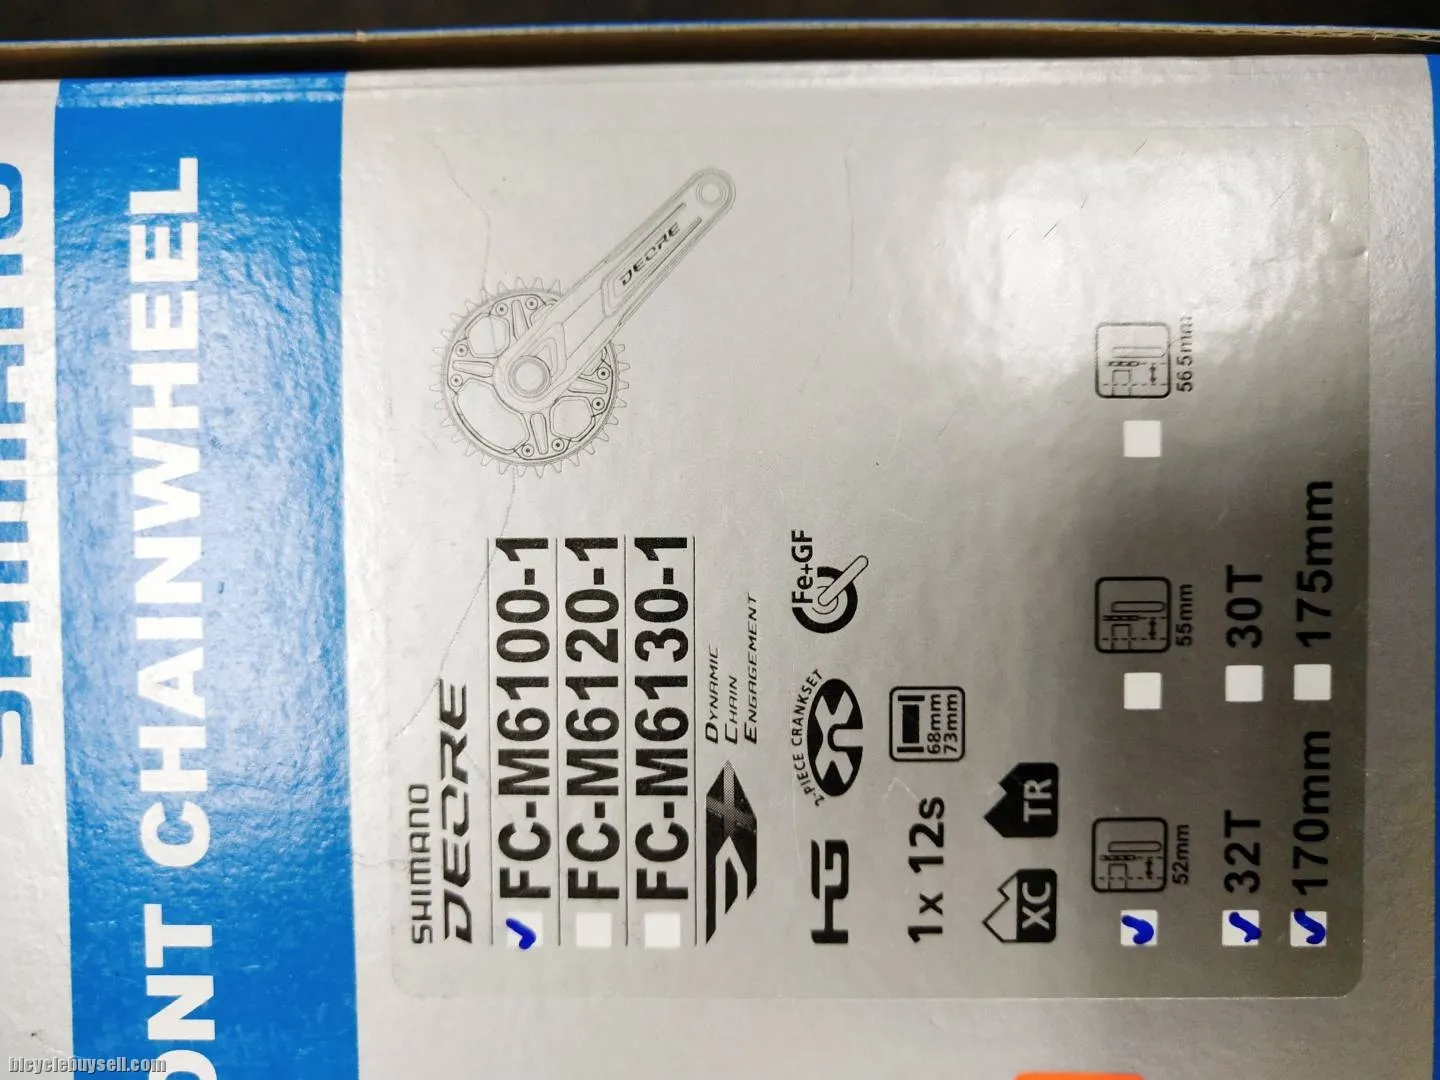 SHIMANO
FRONT CHAINWHEEL
DEORE
SHIMANO
DEORE
FC-M6100-1
FC-M6120-1
FC-M6130-1
DYNAMIC
CHAIN
ENGAGEMENT
HG
2-PIECE CRANKSET
Fe+GF
1 x 12s
68mm
73mm
XC
TR
52mm
55mm
56.5mm
32T
30T
170mm
175mm
bicyclebuysell.com